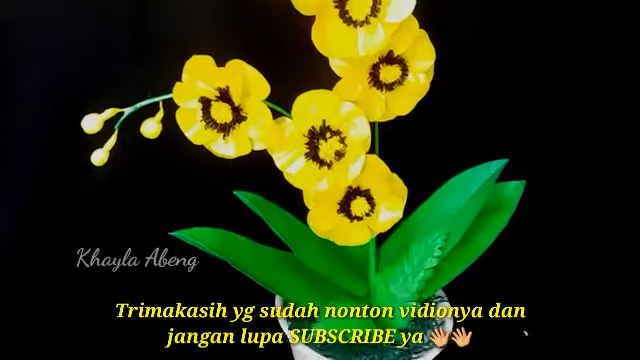 Khayla Abeng
Trimakasih yg sudah nonton vidionya dan
jangan lupa SUBSCRIBE ya 👋👋